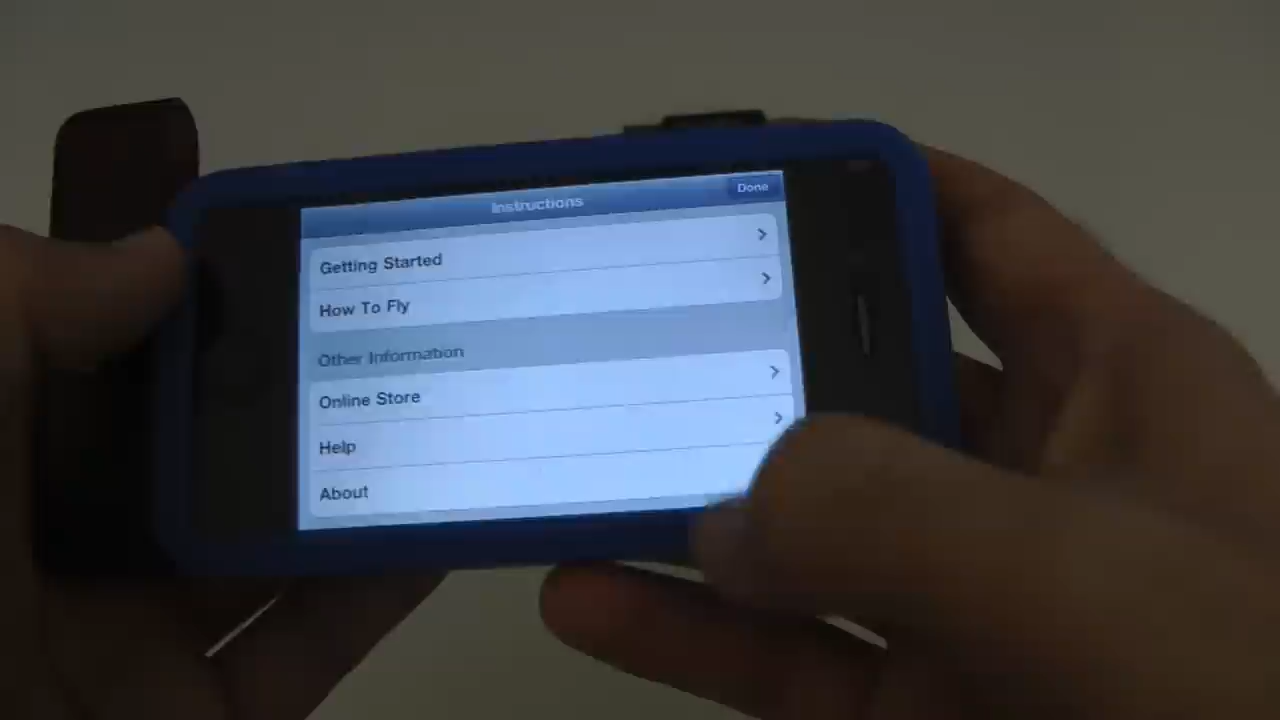 Instructions
Done
Getting Started
How To Fly
Other Information
Online Store
Help
About